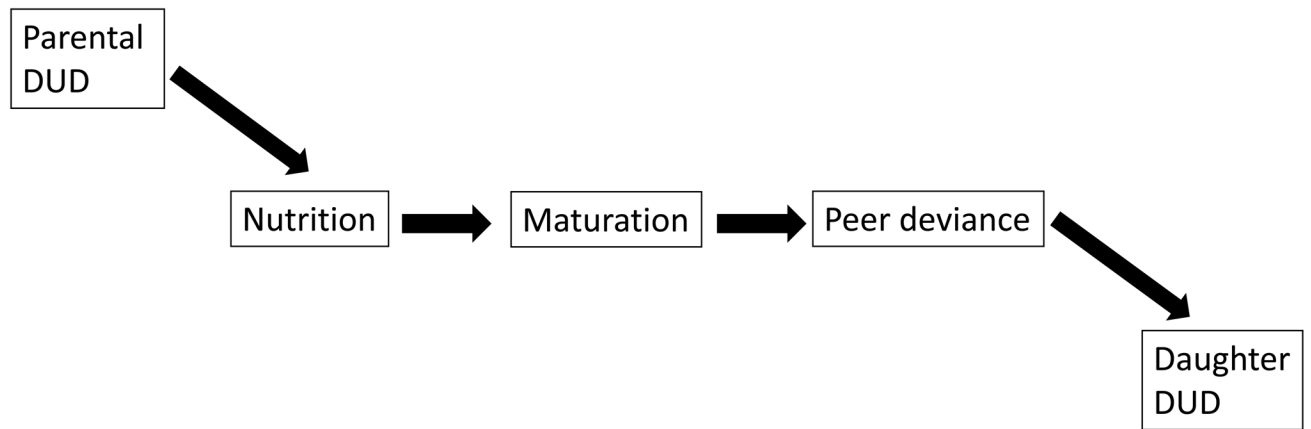 Parental
DUD
Nutrition
Maturation
Peer deviance
Daughter
DUD